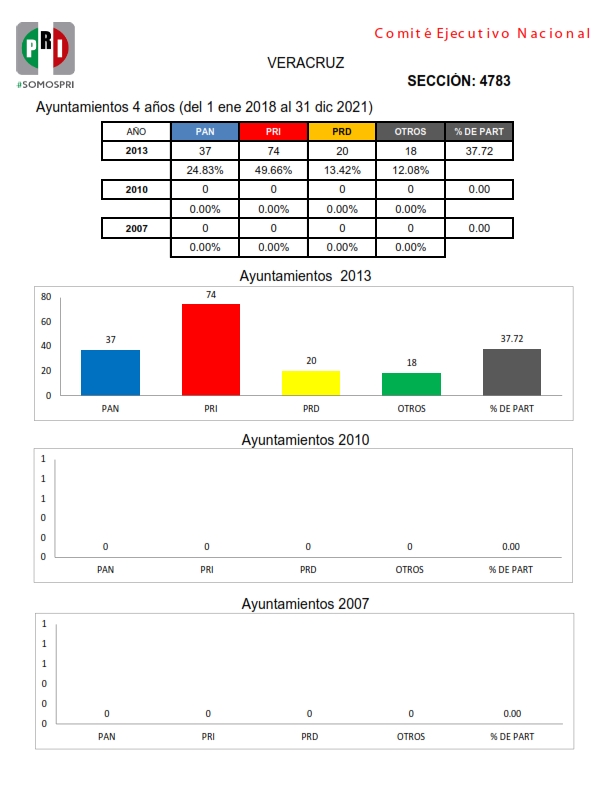 PRI
#SOMOSPRI
Comité Ejecutivo Nacional
VERACRUZ
SECCIÓN: 4783
Ayuntamientos 4 años (del 1 ene 2018 al 31 dic 2021)
AÑO PAN PRI PRD OTROS % DE PART
2013 37 74 20 18 37.72
24.83% 49.66% 13.42% 12.08%
2010 0 0 0 0 0.00
0.00% 0.00% 0.00% 0.00%
2007 0 0 0 0 0.00
0.00% 0.00% 0.00% 0.00%
Ayuntamientos 2013
80
60
40
20
0
37 74 20 18 37.72
PAN PRI PRD OTROS % DE PART
Ayuntamientos 2010
1
1
1
0
0
0
0 0 0 0 0.00
PAN PRI PRD OTROS % DE PART
Ayuntamientos 2007
1
1
1
0
0
0
0 0 0 0 0.00
PAN PRI PRD OTROS % DE PART